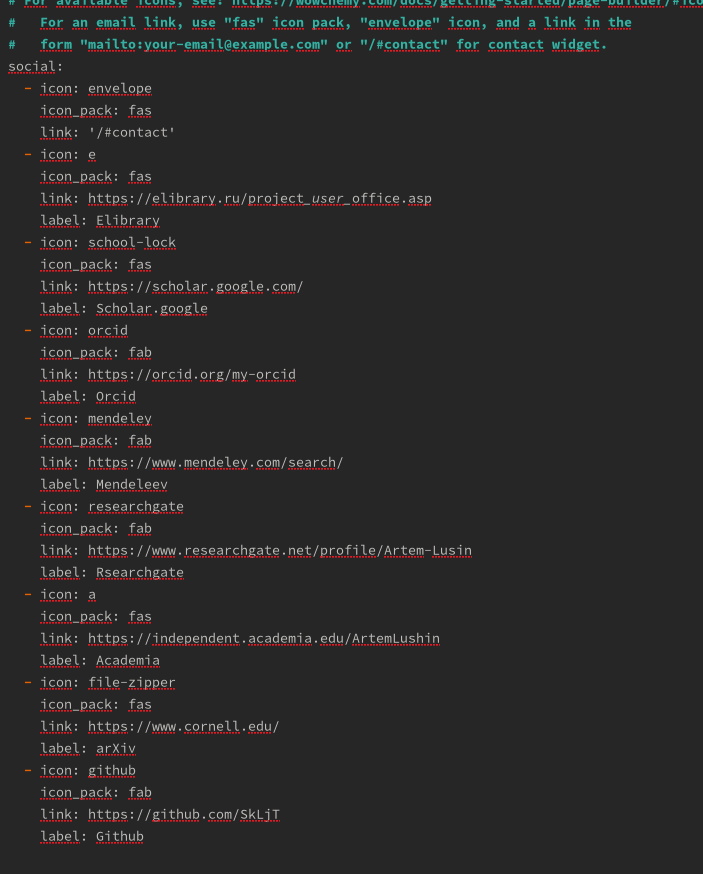 # For available icons, see: https://wowchemy.com/docs/getting-started/page-builder/#ico
#   For an email link, use "fas" icon pack, "envelope" icon, and a link in the
#   form "mailto:your-email@example.com" or "/#contact" for contact widget.
social:
  - icon: envelope
    icon_pack: fas
    link: '/#contact'
  - icon: e
    icon_pack: fas
    link: https://elibrary.ru/project_user_office.asp
    label: Elibrary
  - icon: school-lock
    icon_pack: fas
    link: https://scholar.google.com/
    label: Scholar.google
  - icon: orcid
    icon_pack: fab
    link: https://orcid.org/my-orcid
    label: Orcid
  - icon: mendeley
    icon_pack: fab
    link: https://www.mendeley.com/search/
    label: Mendeleev
  - icon: researchgate
    icon_pack: fab
    link: https://www.researchgate.net/profile/Artem-Lusin
    label: Rsearchgate
  - icon: a
    icon_pack: fas
    link: https://independent.academia.edu/ArtemLushin
    label: Academia
  - icon: file-zipper
    icon_pack: fas
    link: https://www.cornell.edu/
    label: arXiv
  - icon: github
    icon_pack: fab
    link: https://github.com/SkLjT
    label: Github